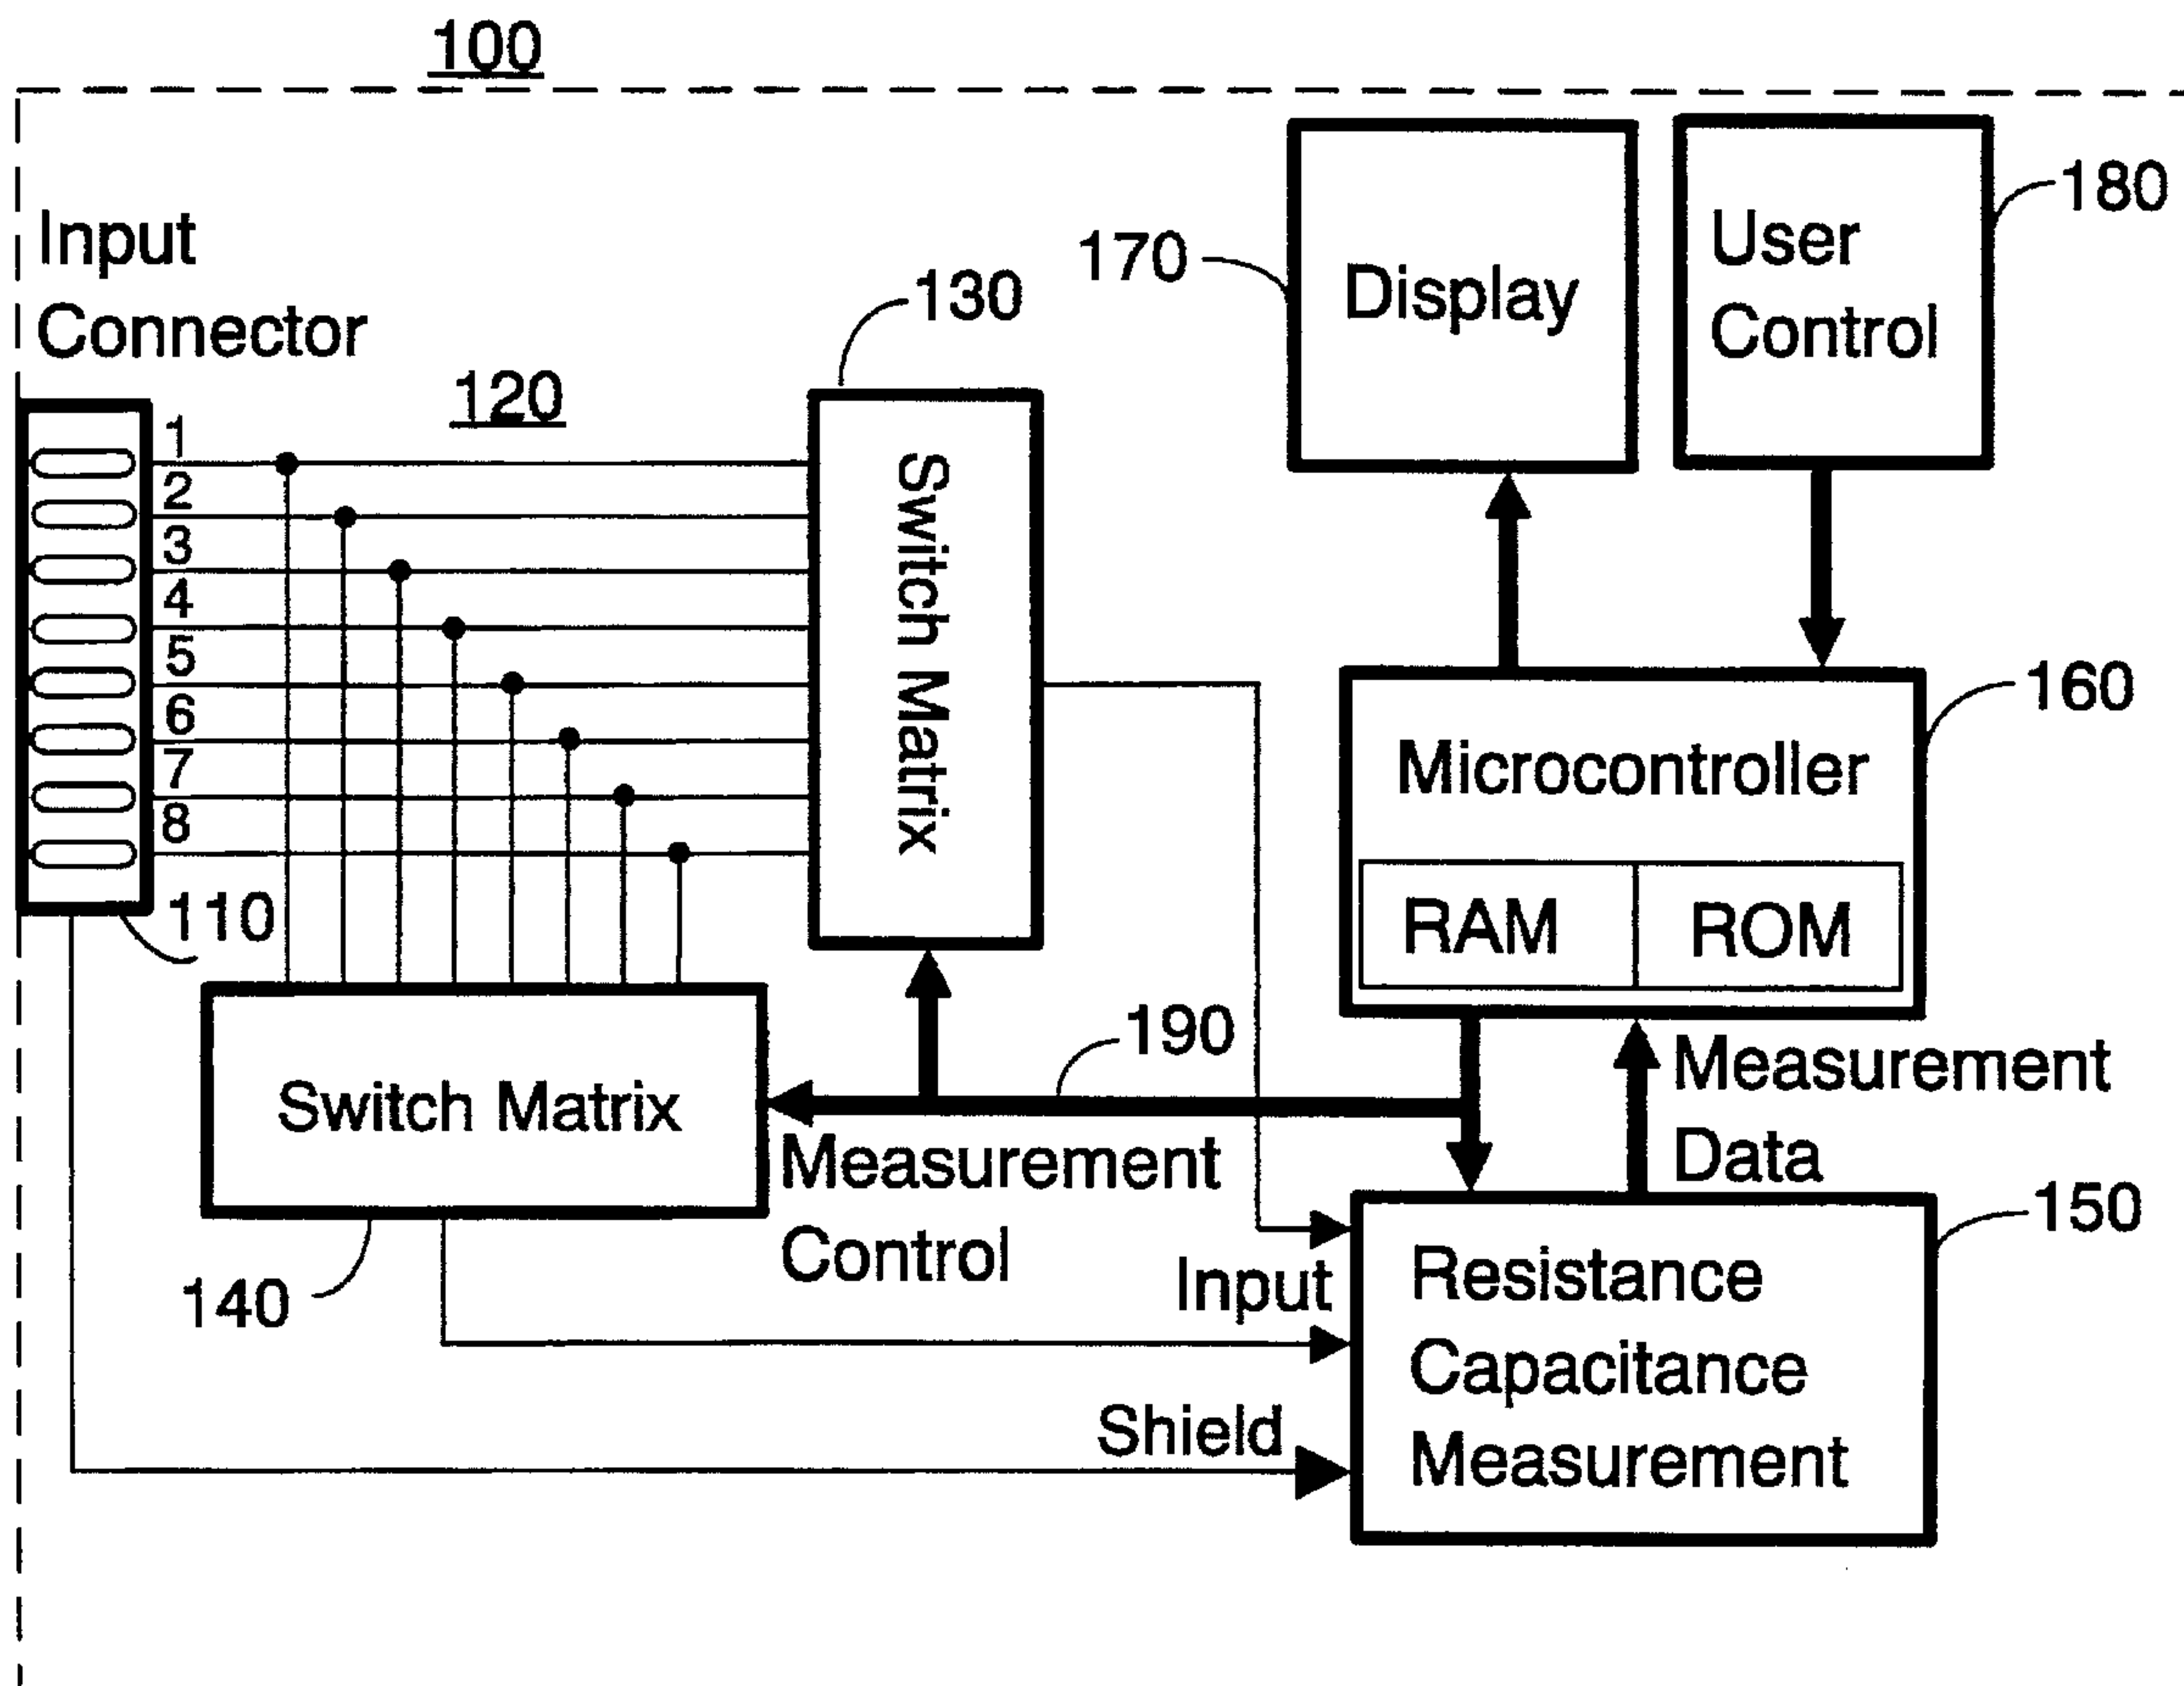 100
Input
Connector
120
130
170
Display
User
Control
180
1
2
3
4
5
6
7
8
Switch Matrix
110
160
Microcontroller
RAM
ROM
190
Switch Matrix
Measurement
Control
Measurement
Data
140
150
Input
Resistance
Capacitance
Measurement
Shield